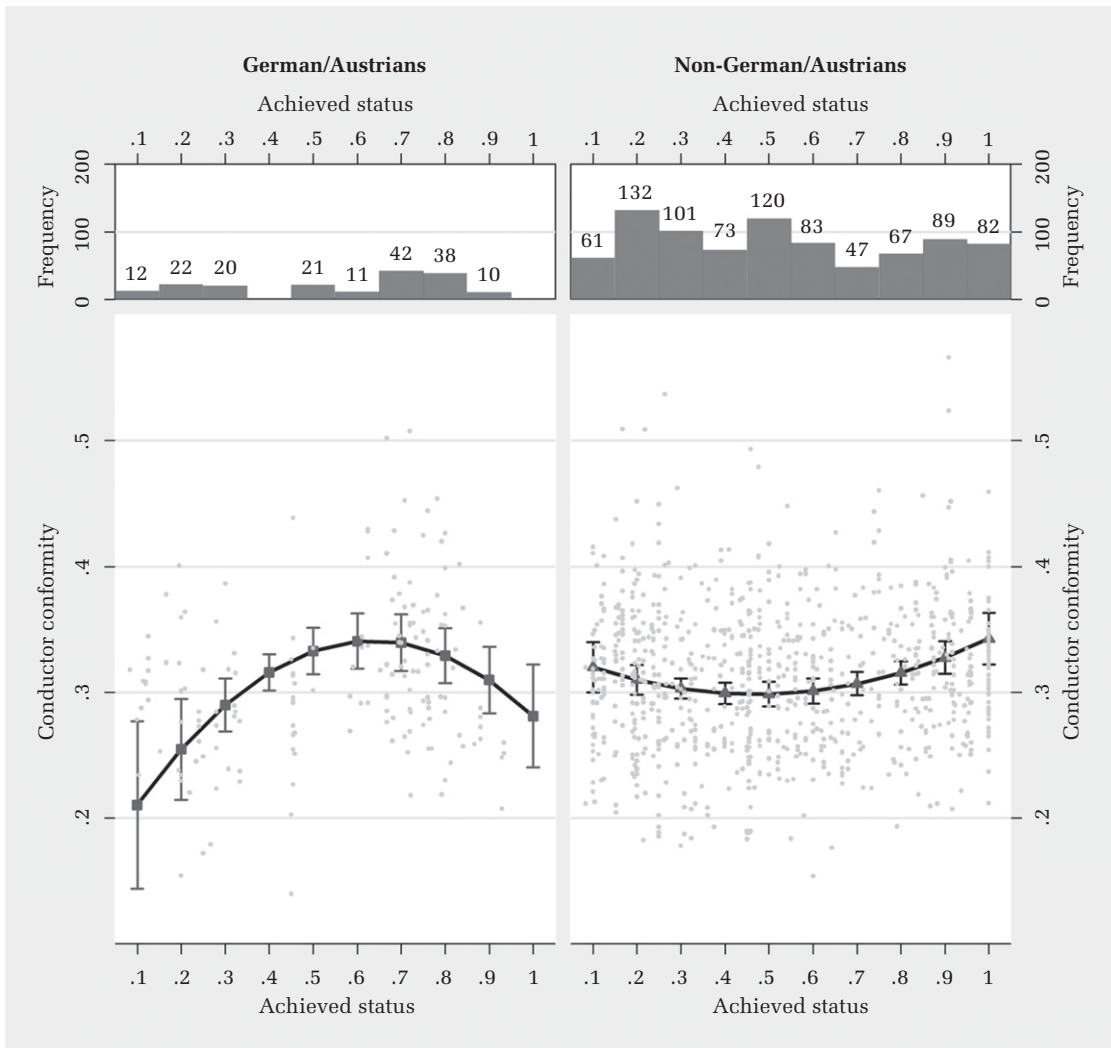 German/Austrians
Achieved status
.1 .2 .3 .4 .5 .6 .7 .8 .9 1
Frequency
200
100
0
12 22 20 21 11 42 38 10
Non-German/Austrians
Achieved status
.1 .2 .3 .4 .5 .6 .7 .8 .9 1
61 132 101 73 120 83 47 67 89 82
200
100
0
Frequency
Conductor conformity
.5
.4
.3
.2
.1 .2 .3 .4 .5 .6 .7 .8 .9 1
Achieved status
.5
.4
.3
.2
Conductor conformity
.1 .2 .3 .4 .5 .6 .7 .8 .9 1
Achieved status